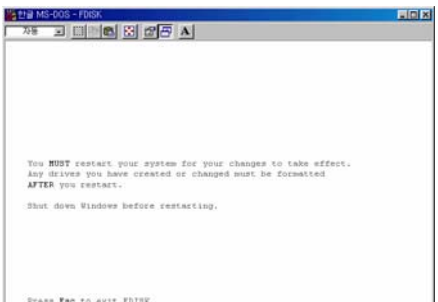 한글 MS-DOS - FDISK
자동
A
You MUST restart your system for your changes to take effect.
Any drives you have created or changed must be formatted
AFTER you restart.
Shut down Windows before restarting.
Press Esc to exit FDISK